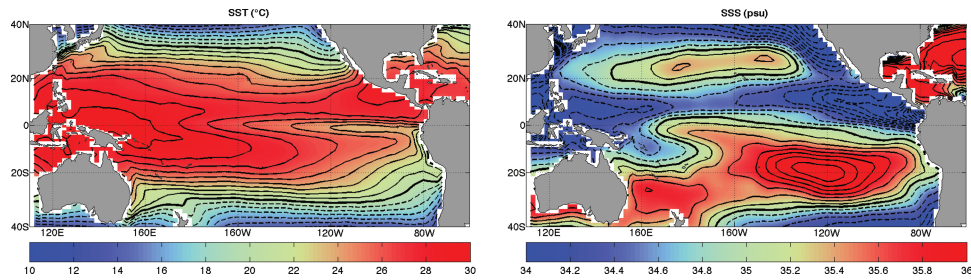 SST (°C)
40N
20N
0
20S
40S
120E
160E
160W
120W
80W
10 12 14 16 18 20 22 24 26 28 30
SSS (psu)
40N
20N
0
20S
40S
120E
160E
160W
120W
80W
34 34.2 34.4 34.6 34.8 35 35.2 35.4 35.6 35.8 36